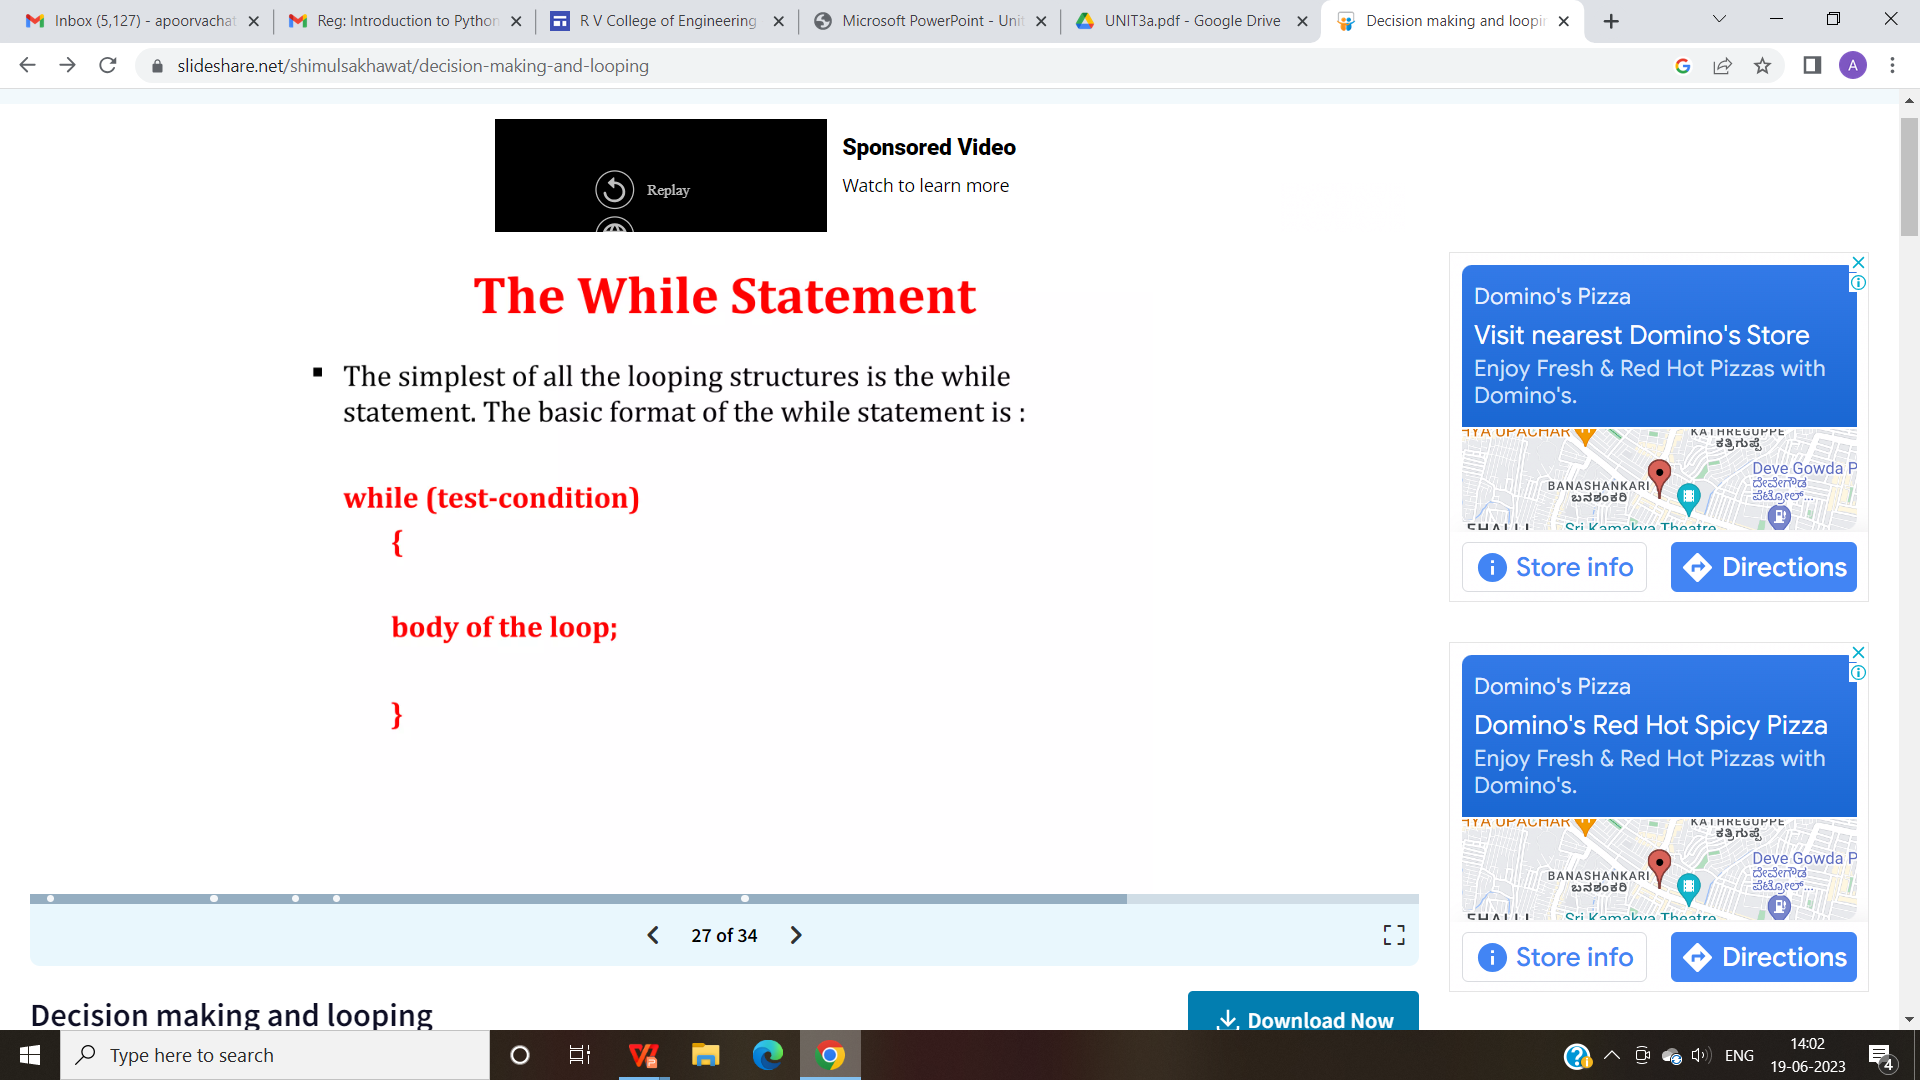 Inbox (5,127) - apoorvachat
Reg: Introduction to Python
R V College of Engineering
Microsoft PowerPoint - Unit
UNIT3a.pdf - Google Drive
Decision making and loopin
slideshare.net/shimulsakhawat/decision-making-and-looping
A
Replay
Sponsored Video
Watch to learn more
The While Statement
The simplest of all the looping structures is the while
statement. The basic format of the while statement is :
while (test-condition)
{
body of the loop;
}
27 of 34
Decision making and looping
Download Now
Domino's Pizza
Visit nearest Domino's Store
Enjoy Fresh & Red Hot Pizzas with
Domino's.
HYA UPACHAR
KATHREGUPPE
ಕತ್ರಿಗುಪ್ಪೆ
Deve Gowda P
ದೇವೇಗೌಡ
ಪೆಟ್ರೋಲ್...
BANASHANKARI
ಬನಶಂಕರಿ
Sri Kamakya Theatre
Store info
Directions
Domino's Pizza
Domino's Red Hot Spicy Pizza
Enjoy Fresh & Red Hot Pizzas with
Domino's.
HYA UPACHAR
KATHREGUPPE
ಕತ್ರಿಗುಪ್ಪೆ
Deve Gowda P
ದೇವೇಗೌಡ
ಪೆಟ್ರೋಲ್...
BANASHANKARI
ಬನಶಂಕರಿ
Sri Kamakya Theatre
Store info
Directions
Type here to search
ENG
14:02
19-06-2023
4